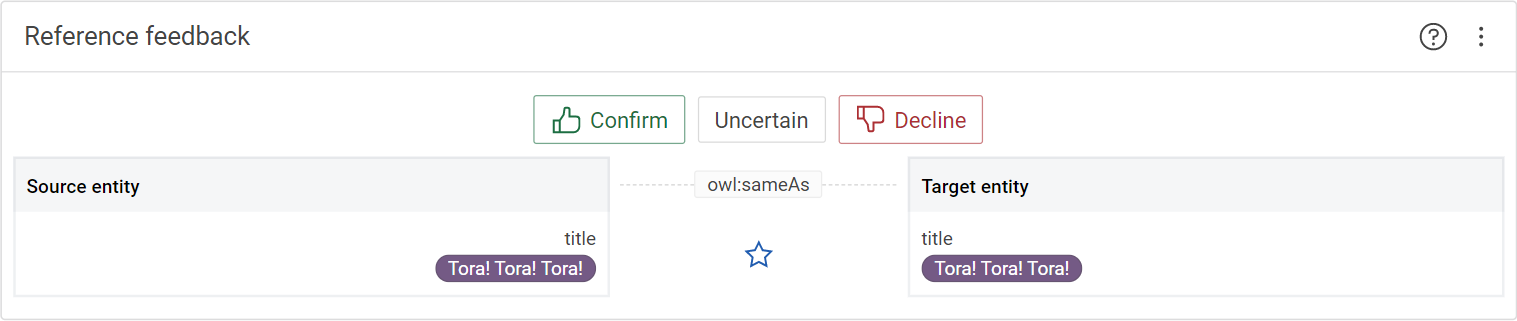 Reference feedback
Confirm
Uncertain
Decline
Source entity
owl:sameAs
Target entity
title
title
Tora! Tora! Tora!
Tora! Tora! Tora!